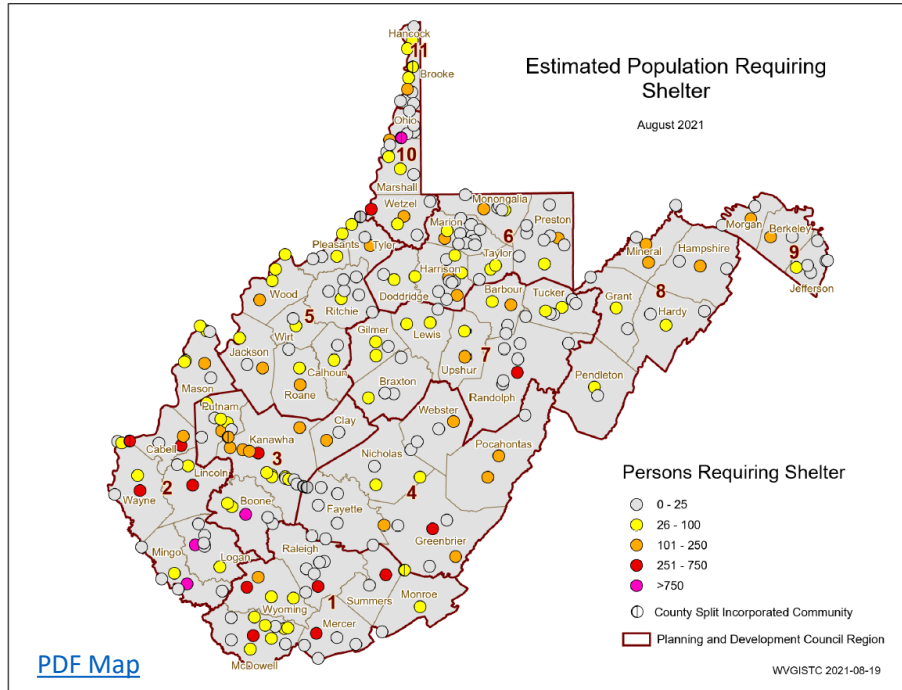 Estimated Population Requiring
Shelter
August 2021
Hancock
11
Brooke
Ohio
10
Marshall
Wetzel
Monongalia
Marion
Preston
6
Pleasants
Tyler
Taylor
Harrison
Morgan
Berkeley
9
Jefferson
Mineral
Hampshire
8
Grant
Hardy
Wood
Ritchie
Doddridge
Barbour
Tucker
5
Wirt
Gilmer
Lewis
7
Upshur
Jackson
Calhoun
Roane
Braxton
Randolph
Pendleton
Mason
Putnam
Webster
Clay
Kanawha
Pocahontas
Cabell
3
Nicholas
Lincoln
4
2
Wayne
Boone
Fayette
Greenbrier
Mingo
Logan
Raleigh
Summers
Monroe
1
Wyoming
Mercer
McDowell
Persons Requiring Shelter
0 - 25
26 - 100
101 - 250
251 - 750
>750
County Split Incorporated Community
Planning and Development Council Region
PDF Map
WVGISTC 2021-08-19